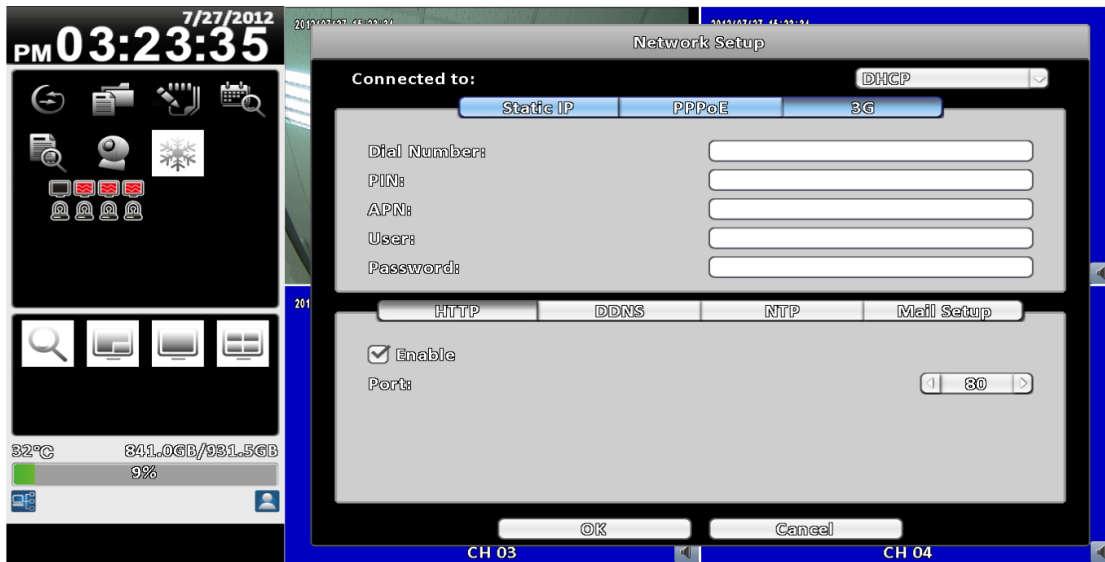 7/27/2012
PM 03:23:35
32°C 841.0GB/931.5GB
9%
Network Setup
Connected to: DHCP
Static IP PPPoE 3G
Dial Number:
PIN:
APN:
User:
Password:
HTTP DDNS NTP Mail Setup
Enable
Port: 80
OK Cancel
CH 03 CH 04